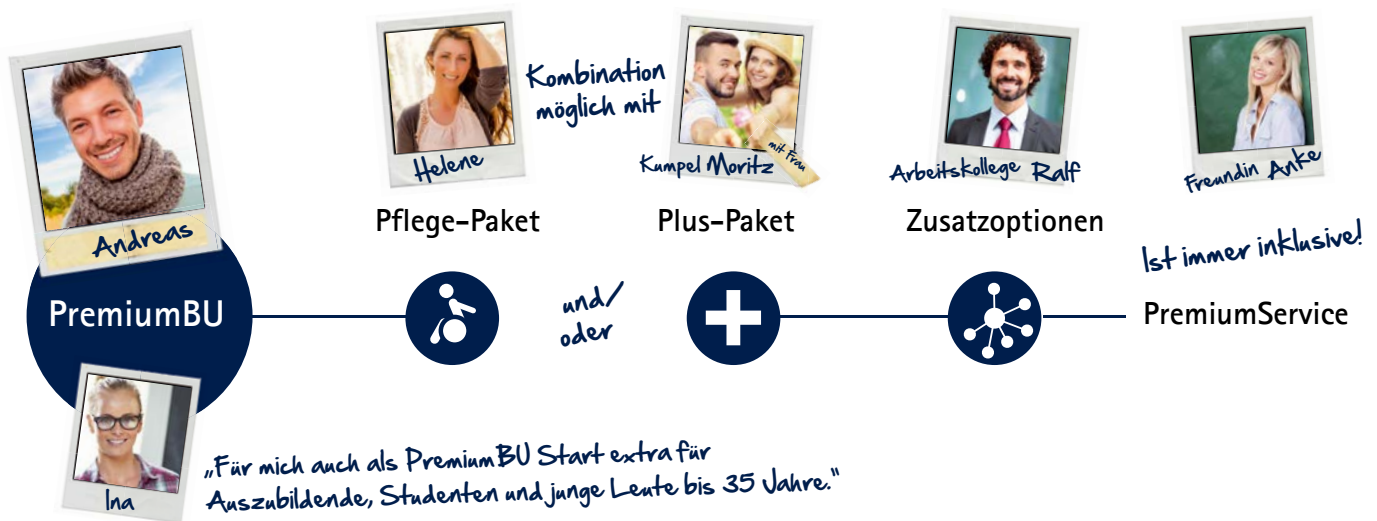 Andreas
PremiumBU
Helene
Pflege-Paket
Kombination
möglich mit
und/
oder
Kumpel Moritz
mit Frau
Plus-Paket
Arbeitskollege Ralf
Zusatzoptionen
Freundin Anke
Ist immer inklusive!
PremiumService
Ina
„Für mich auch als PremiumBU Start extra für
Auszubildende, Studenten und junge Leute bis 35 Jahre."